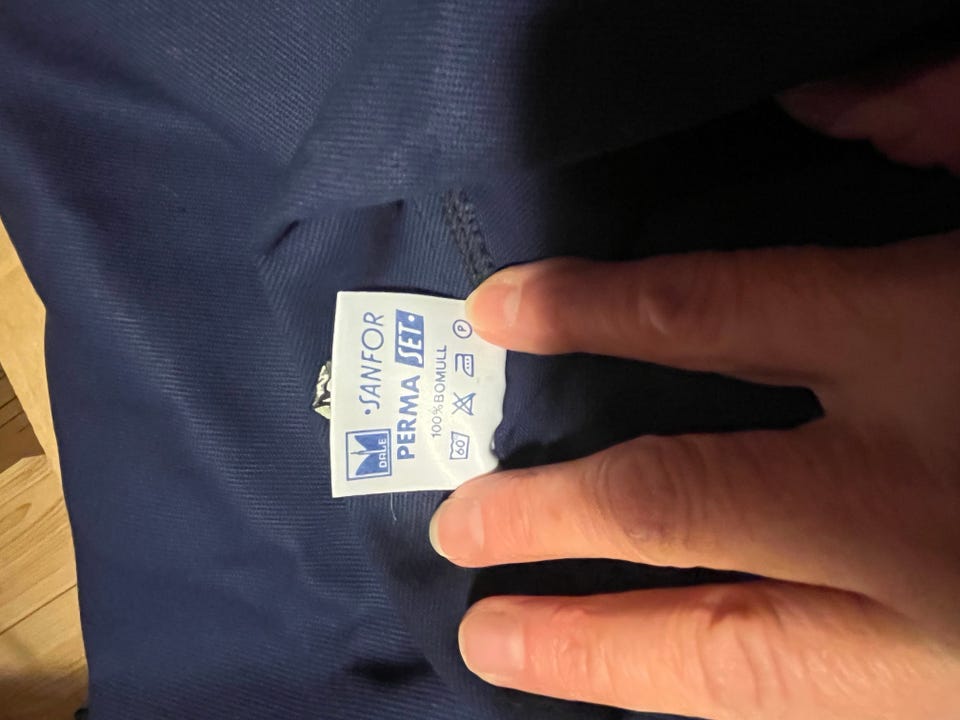 DALE
·SANFOR
PERMA SET·
100% BOMULL
60 P